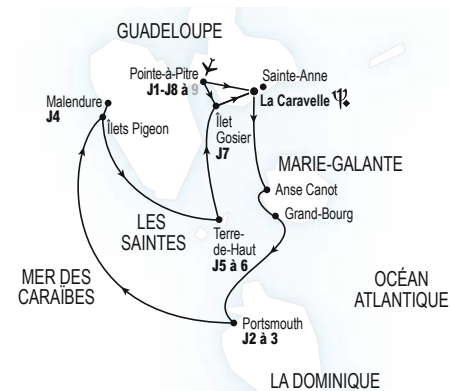 GUADELOUPE
Pointe-à-Pitre
J1-J8 à 9
Sainte-Anne
La Caravelle
Malendure
J4
Îlets Pigeon
Îlet
Gosier
J7
MARIE-GALANTE
Anse Canot
Grand-Bourg
LES
SAINTES
Terre-
de-Haut
J5 à 6
MER DES
CARAÏBES
OCÉAN
ATLANTIQUE
Portsmouth
J2 à 3
LA DOMINIQUE